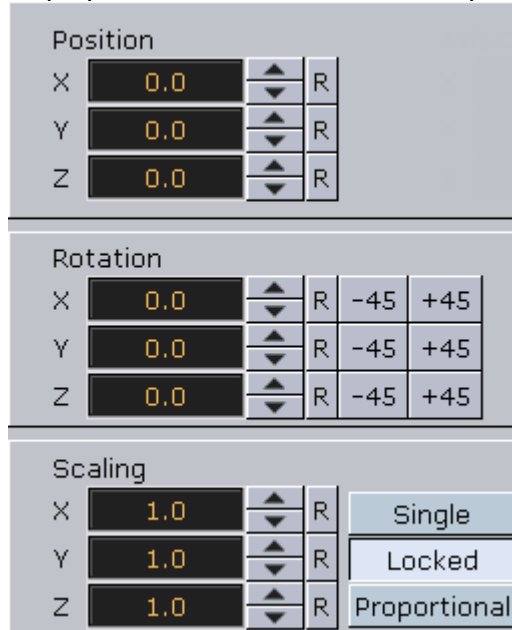 Position
X 0.0 R
Y 0.0 R
Z 0.0 R
Rotation
X 0.0 R -45 +45
Y 0.0 R -45 +45
Z 0.0 R -45 +45
Scaling
X 1.0 R Single
Y 1.0 R Locked
Z 1.0 R Proportional